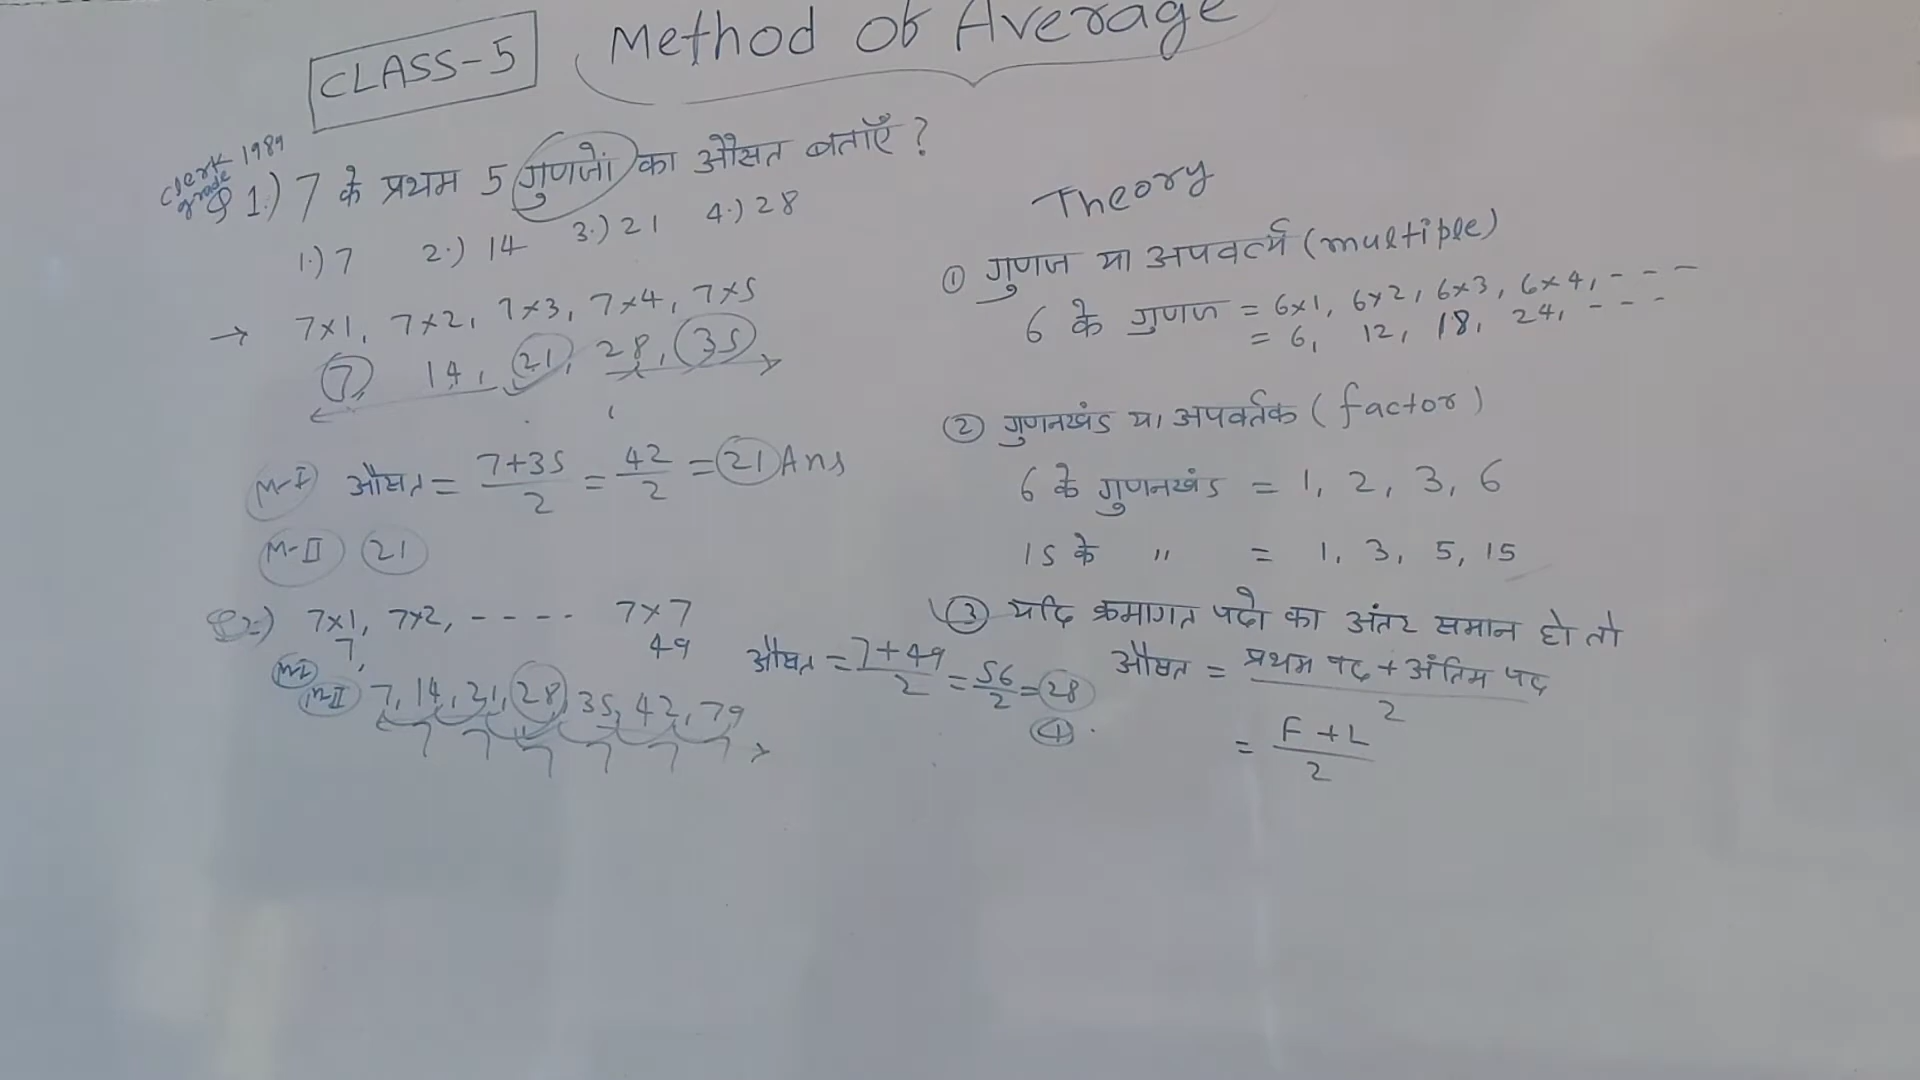 CLASS-5 Method of Average
Clerk grade 1989
Q 1.) 7 के प्रथम 5 गुणजों का औसत बताएँ ?
1.) 7 2.) 14 3.) 21 4.) 28
→ 7×1, 7×2, 7×3, 7×4, 7×5
7, 14, 21, 28, 35
M-I औसत = 7+35/2 = 42/2 = 21 Ans
M-II 21
Q2.) 7×1, 7×2, - - - - - 7×7
7, 49
M-I औसत = 7+49/2 = 56/2 = 28
M-II 7, 14, 21, 28, 35, 42, 79
7 7 7 7 7 7
Theory
① गुणज या अपवर्त्य (multiple)
6 के गुणज = 6×1, 6×2, 6×3, 6×4, - - -
= 6, 12, 18, 24, - - -
② गुणनखंड या अपवर्तक (factor)
6 के गुणनखंड = 1, 2, 3, 6
15 के " = 1, 3, 5, 15
③ यदि क्रमागत पदो का अंतर समान हो तो
औसत = प्रथम पद + अंतिम पद/2
= F+L/2
④